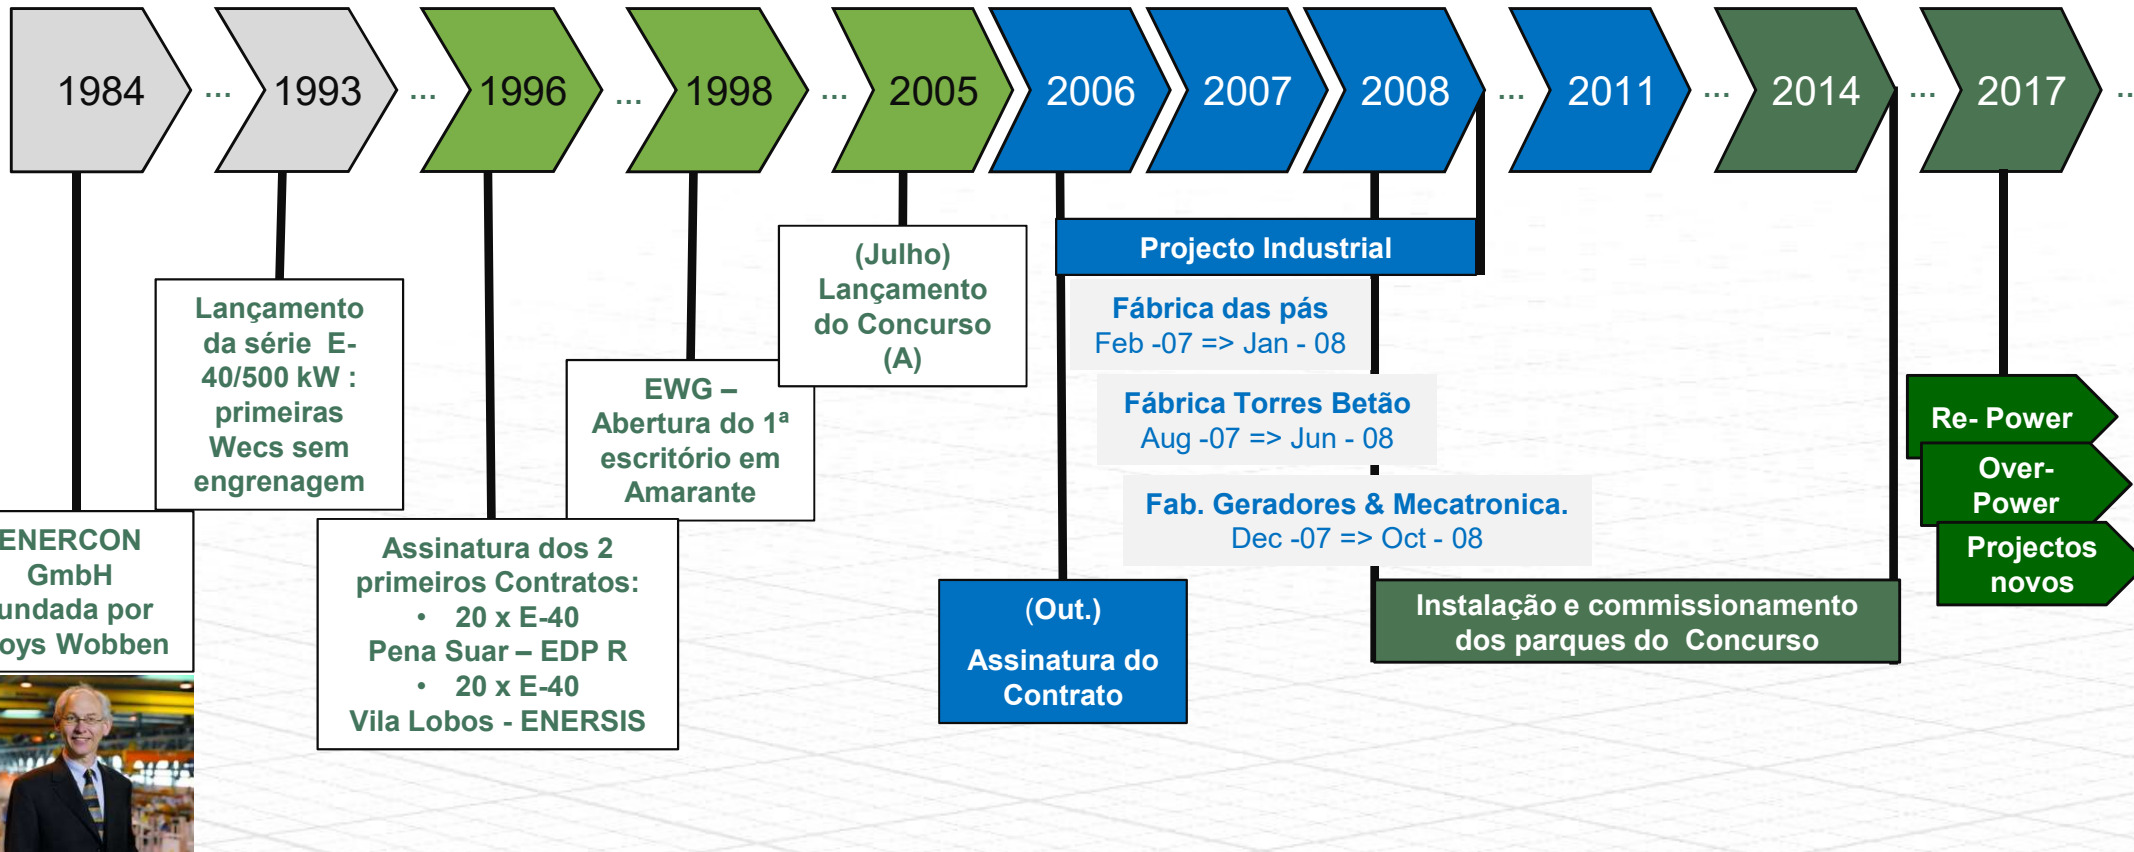 1984 ... 1993 ... 1996 ... 1998 ... 2005 2006 2007 2008 ... 2011 ... 2014 ... 2017 ...
ENERCON
GmbH
undada por
oys Wobben
Lançamento
da série E-
40/500 kW :
primeiras
Wecs sem
engrenagem
Assinatura dos 2
primeiros Contratos:
• 20 x E-40
Pena Suar – EDP R
• 20 x E-40
Vila Lobos - ENERSIS
EWG –
Abertura do 1ª
escritório em
Amarante
(Julho)
Lançamento
do Concurso
(A)
Projecto Industrial
Fábrica das pás
Feb -07 => Jan - 08
Fábrica Torres Betão
Aug -07 => Jun - 08
Fab. Geradores & Mecatronica.
Dec -07 => Oct - 08
(Out.)
Assinatura do
Contrato
Instalação e commissionamento
dos parques do Concurso
Re- Power
Over-
Power
Projectos
novos